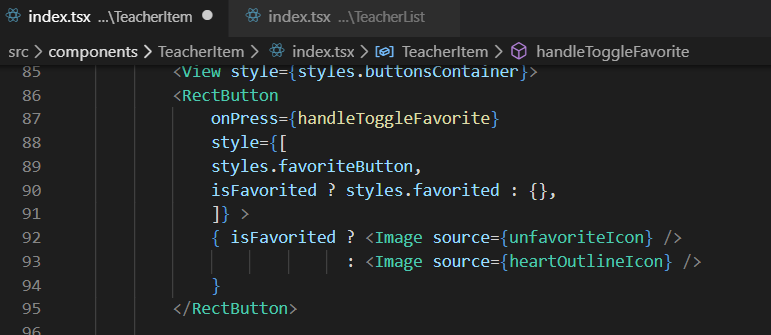 index.tsx ...\TeacherItem ● index.tsx ...\TeacherList
src > components > TeacherItem > index.tsx > TeacherItem > handleToggleFavorite
85 <View style={styles.buttonsContainer}>
86 <RectButton
87 onPress={handleToggleFavorite}
88 style={[
89 styles.favoriteButton,
90 isFavorited ? styles.favorited : {},
91 ]} >
92 { isFavorited ? <Image source={unfavoriteIcon} />
93 : <Image source={heartOutlineIcon} />
94 }
95 </RectButton>
96